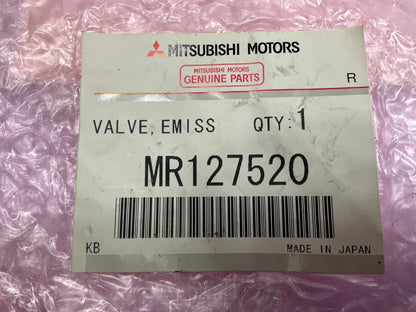 MITSUBISHI MOTORS
MITSUBISHI MOTORS
GENUINE PARTS
R
VALVE, EMISS QTY:1
MR127520
KB MADE IN JAPAN